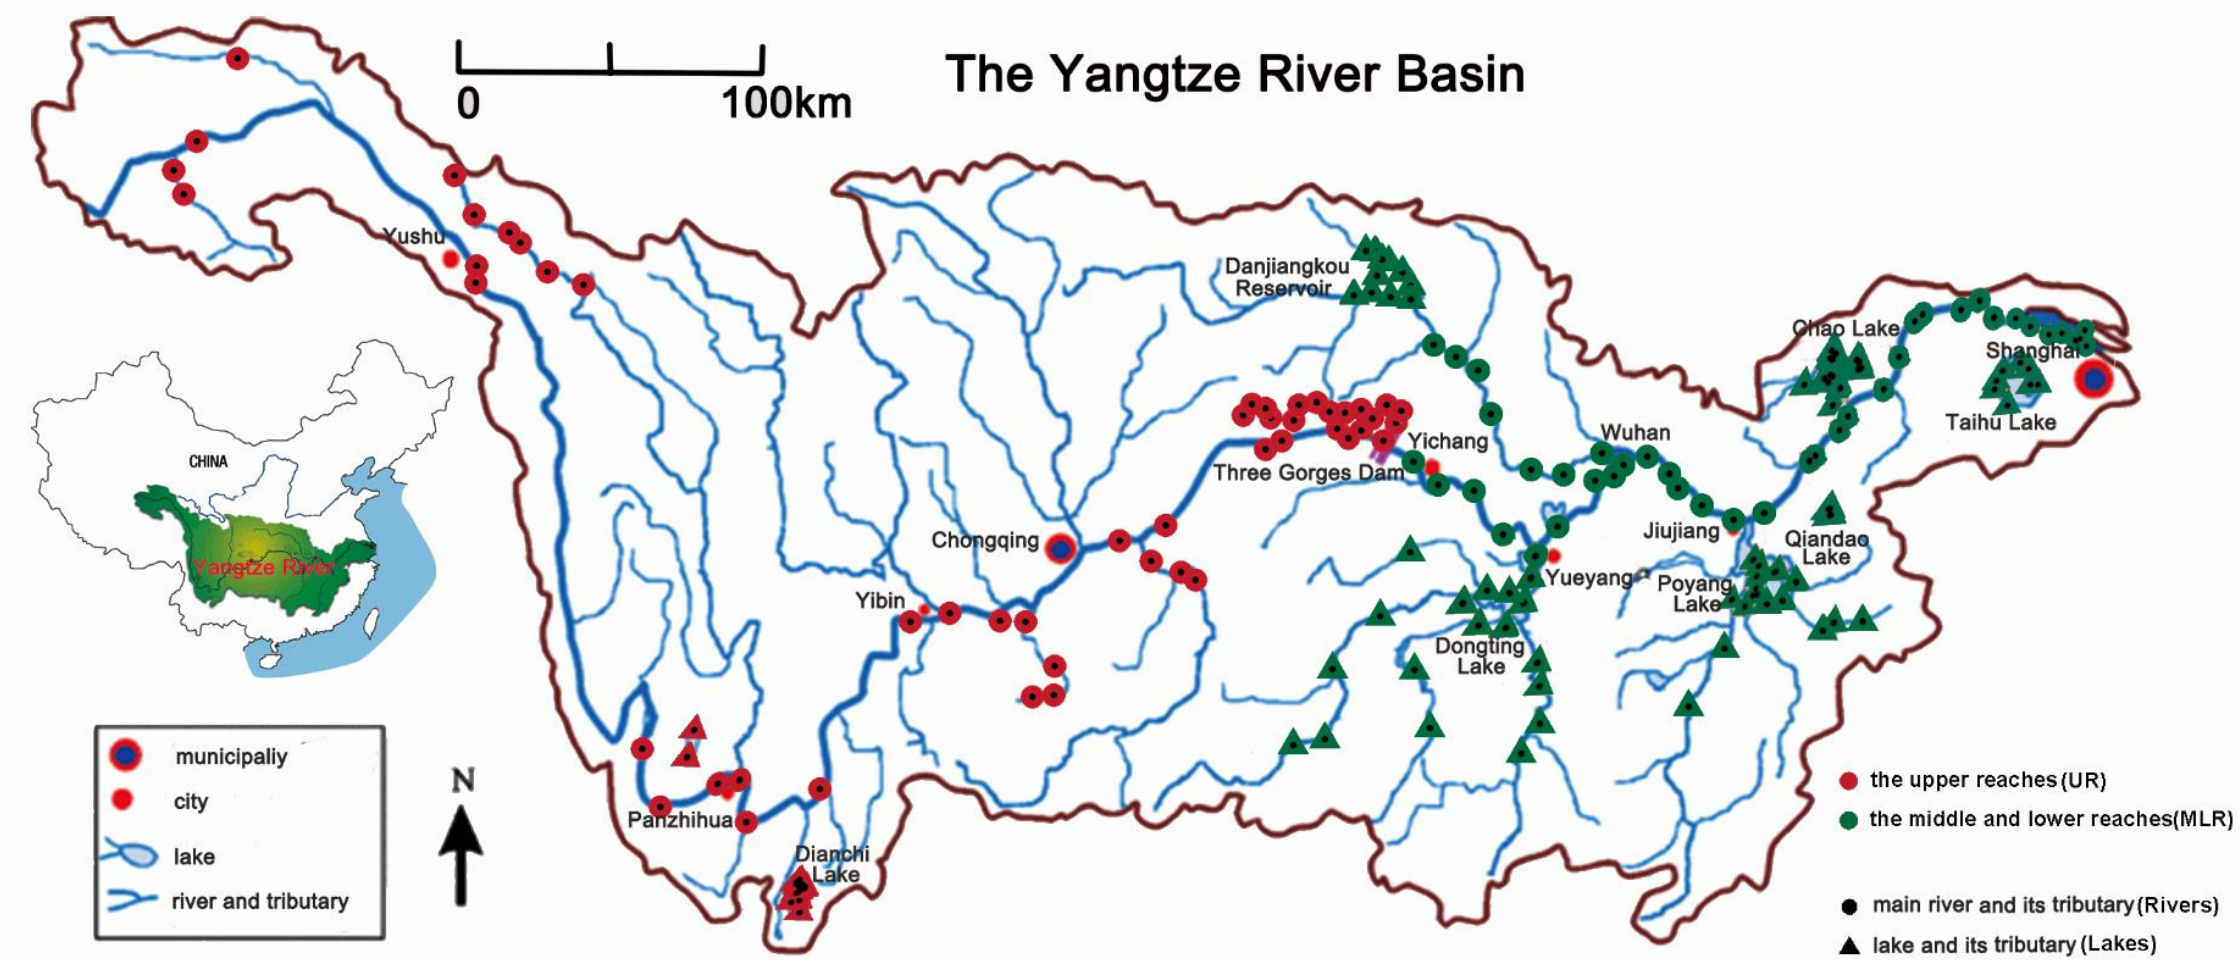 The Yangtze River Basin
0 100km
Yushu
Danjiangkou
Reservoir
Chao Lake
Shanghai
Taihu Lake
Wuhan
Yichang
Three Gorges Dam
CHINA
Yangtze River
Chongqing
Jiujiang
Qiandao
Lake
Yueyang
Poyang
Lake
Yibin
Dongting
Lake
Panzhihua
Dianchi
Lake
N
municipaliy
city
lake
river and tributary
the upper reaches(UR)
the middle and lower reaches(MLR)
main river and its tributary(Rivers)
lake and its tributary(Lakes)